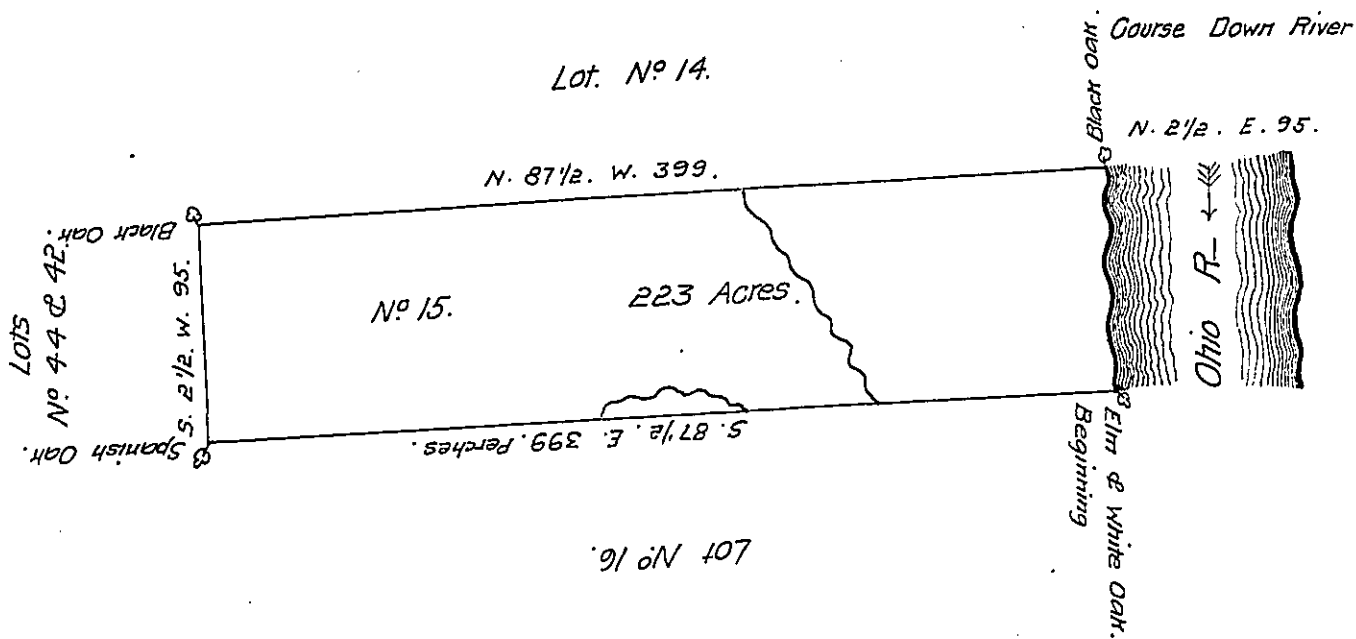 Course Down River
Lot. Nº 14.
Black Oak.
N. 2½. E. 95.
N. 87½. W. 399.
Black Oak.
Lots
Nº 44 & 42.
S. 2½. W. 95.
Nº 15.
223 Acres.
Ohio R_
Spanish Oak.
S. 87½. E. 399. Perches.
Elm & White Oak.
Beginning
Lot Nº 16.